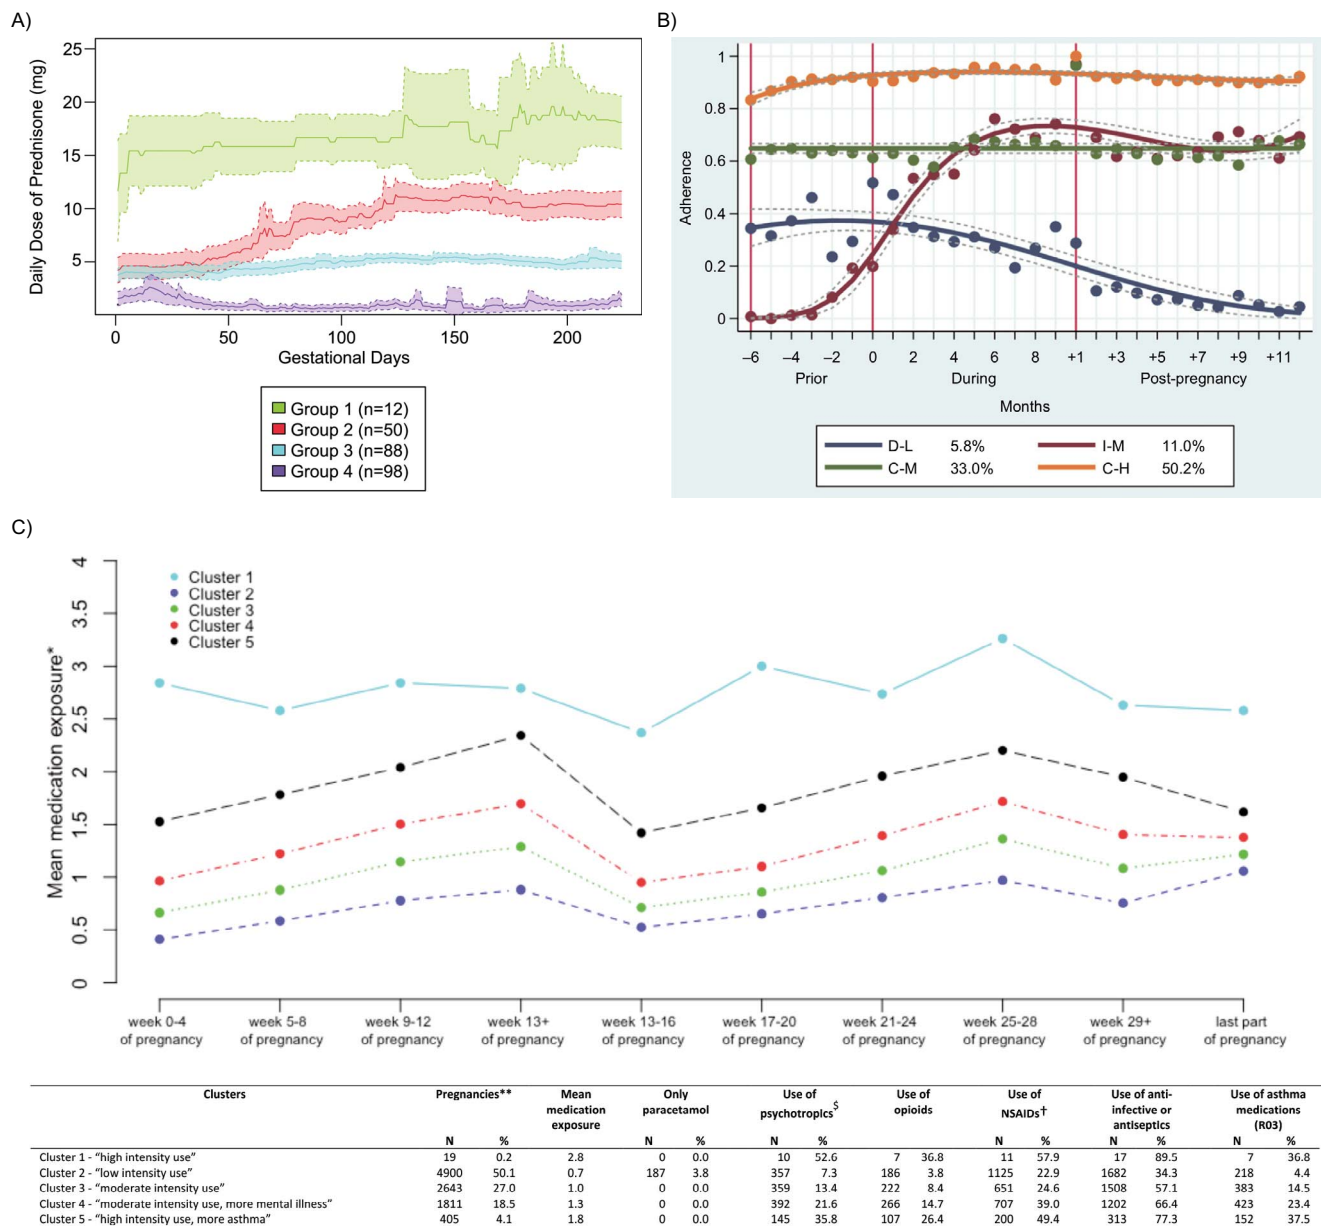 A)
25
20
15
10
5
Daily Dose of Prednisone (mg)
0 50 100 150 200
Gestational Days
Group 1 (n=12)
Group 2 (n=50)
Group 3 (n=88)
Group 4 (n=98)
B)
1
0.8
0.6
0.4
0.2
0
Adherence
–6 –4 –2 0 2 4 6 8 +1 +3 +5 +7 +9 +11
Prior During Post-pregnancy
Months
D-L 5.8% I-M 11.0%
C-M 33.0% C-H 50.2%
C)
4
3.5
3
2.5
2
1.5
1
0.5
0
Mean medication exposure*
Cluster 1
Cluster 2
Cluster 3
Cluster 4
Cluster 5
week 0-4 week 5-8 week 9-12 week 13+ week 13-16 week 17-20 week 21-24 week 25-28 week 29+ last part
of pregnancy of pregnancy of pregnancy of pregnancy of pregnancy of pregnancy of pregnancy of pregnancy of pregnancy of pregnancy
Clusters Pregnancies** Mean Only Use of Use of Use of Use of anti- Use of asthma
medication paracetamol psychotropics$ opioids NSAIDs† infective or medications
exposure antiseptics (R03)
N % N % N % N % N % N % N %
Cluster 1 - “high intensity use” 19 0.2 2.8 0 0.0 10 52.6 7 36.8 11 57.9 17 89.5 7 36.8
Cluster 2 - “low intensity use” 4900 50.1 0.7 187 3.8 357 7.3 186 3.8 1125 22.9 1682 34.3 218 4.4
Cluster 3 - “moderate intensity use” 2643 27.0 1.0 0 0.0 359 13.4 222 8.4 651 24.6 1508 57.1 383 14.5
Cluster 4 - “moderate intensity use, more mental illness” 1811 18.5 1.3 0 0.0 392 21.6 266 14.7 707 39.0 1202 66.4 423 23.4
Cluster 5 - “high intensity use, more asthma” 405 4.1 1.8 0 0.0 145 35.8 107 26.4 200 49.4 313 77.3 152 37.5